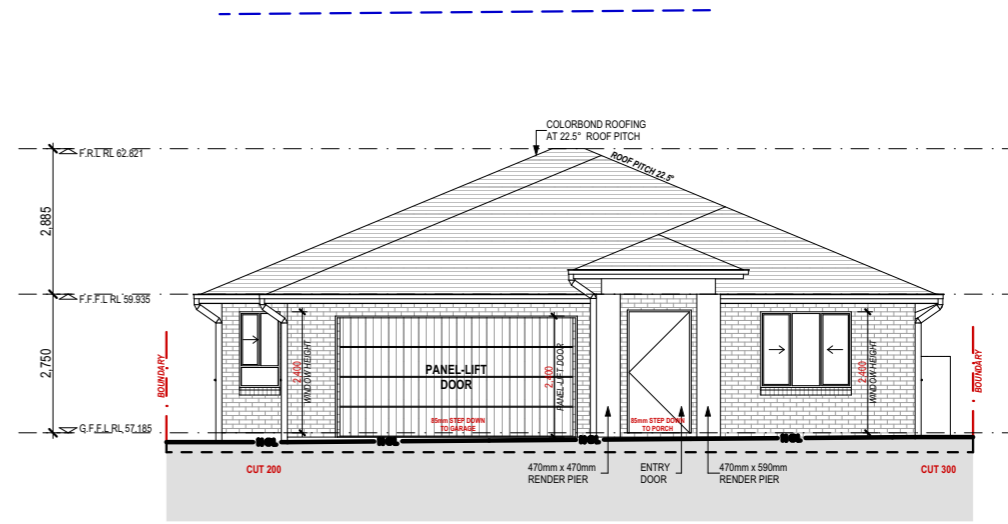 COLORBOND ROOFING
AT 22.5° ROOF PITCH
F.R.L RL 62.821
ROOF PITCH 22.5°
2,885
F.F.F.L RL 59.935
2,750
BOUNDARY
2,400
WINDOW HEIGHT
PANEL-LIFT
DOOR
PANEL-LIFT DOOR
2,400
WINDOW HEIGHT
BOUNDARY
85mm STEP DOWN
TO GARAGE
85mm STEP DOWN
TO PORCH
G.F.F.L RL 57.185
NGL
NGL
NGL
NGL
CUT 200
470mm x 470mm
RENDER PIER
ENTRY
DOOR
470mm x 590mm
RENDER PIER
CUT 300